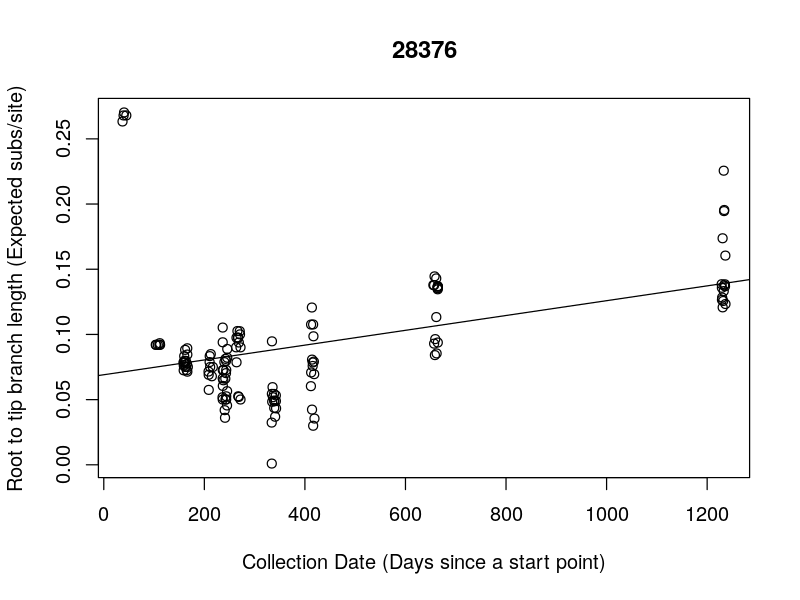 28376
Root to tip branch length (Expected subs/site)
0.25
0.20
0.15
0.10
0.05
0.00
0 200 400 600 800 1000 1200
Collection Date (Days since a start point)